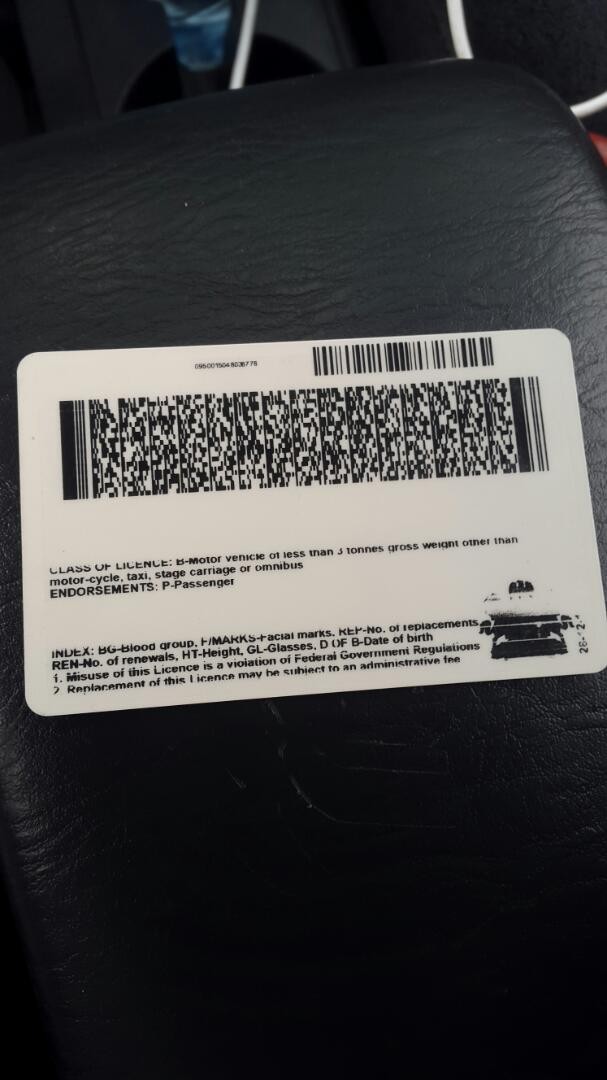 0950015048036776
CLASS OF LICENCE: B-Motor vehicle of less than 3 tonnes gross weight other than
motor-cycle, taxi, stage carriage or omnibus
ENDORSEMENTS: P-Passenger
INDEX: BG-Blood group, F/MARKS-Facial marks, REP-No. of replacements,
REN-No. of renewals, HT-Height, GL-Glasses, D OF B-Date of birth
1. Misuse of this Licence is a violation of Federal Government Regulations
2. Replacement of this Licence may be subject to an administrative fee